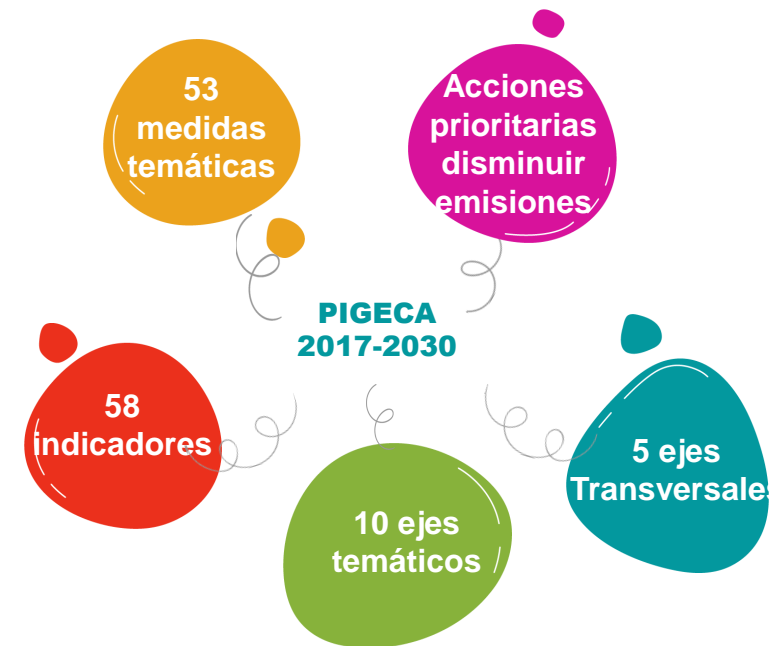 53
medidas
temáticas
Acciones
prioritarias
disminuir
emisiones
PIGECA
2017-2030
58
indicadores
5 ejes
Transversales
10 ejes
temáticos